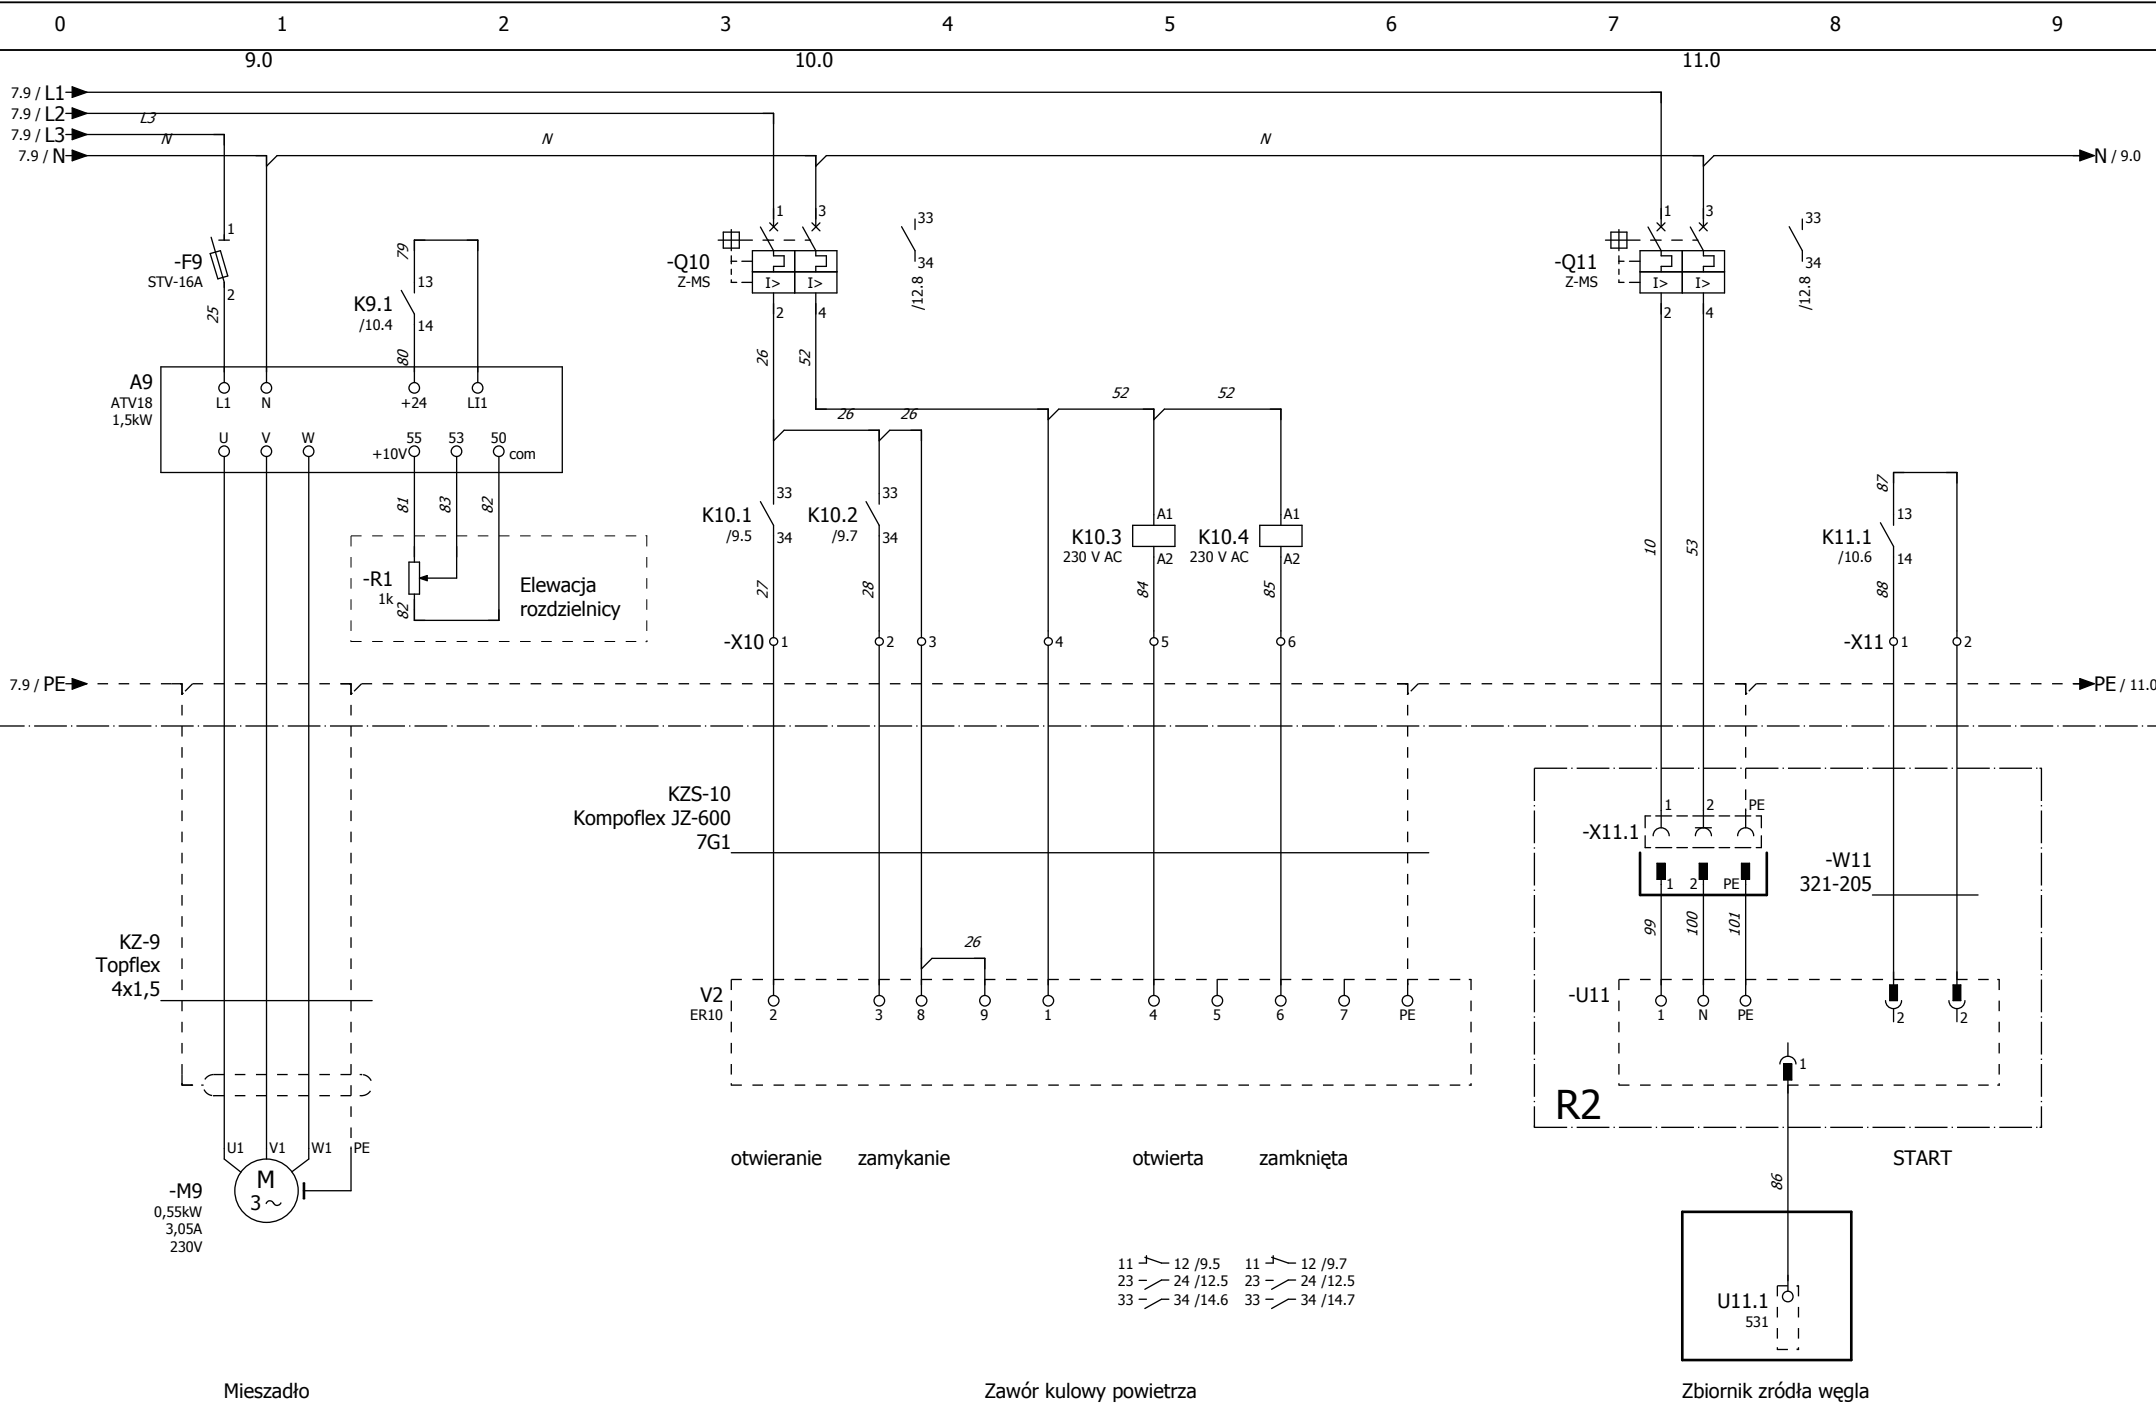 0 1 2 3 4 5 6 7 8 9
9.0 10.0 11.0
7.9 / L1
7.9 / L2
L3
7.9 / L3
N N N
7.9 / N
N / 9.0
1
-F9
STV-16A
2
25
79
13
K9.1
/10.4
14
80
A9
ATV18
1,5kW
L1 N +24 LI1
U V W 55 53 50
+10V com
81 83 82
-R1
1k
82
Elewacja
rozdzielnicy
1 3
-Q10
Z-MS
I> I>
2 4
33
34
/12.8
26 52
52 52
26 26
33
K10.1
/9.5
34
27
33
K10.2
/9.7
34
28
A1
K10.3
230 V AC
A2
84
A1
K10.4
230 V AC
A2
85
-X10 1 2 3 4 5 6
1 3
-Q11
Z-MS
I> I>
2 4
33
34
/12.8
10 53
87
13
K11.1
/10.6
14
88
-X11 1 2
7.9 / PE
PE / 11.0
KZS-10
Kompoflex JZ-600
7G1
1 2 PE
-X11.1
1 2 PE
-W11
321-205
99 100 101
KZ-9
Topflex
4x1,5
26
V2
ER10
2 3 8 9 1 4 5 6 7 PE
-U11
1 N PE 2 2
1
R2
otwieranie zamykanie otwierta zamknięta START
U1 V1 W1 PE
M
3~
-M9
0,55kW
3,05A
230V
86
11 12 /9.5 11 12 /9.7
23 24 /12.5 23 24 /12.5
33 34 /14.6 33 34 /14.7
U11.1
531
Mieszadło Zawór kulowy powietrza Zbiornik zródła węgla